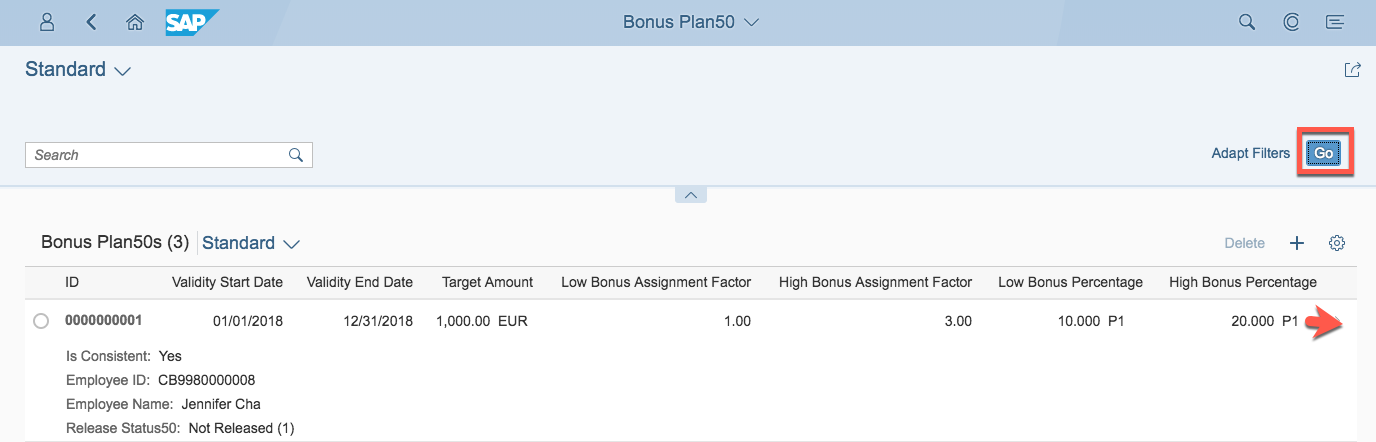 SAP Bonus Plan50
Standard
Search Adapt Filters Go
Bonus Plan50s (3) Standard Delete
ID Validity Start Date Validity End Date Target Amount Low Bonus Assignment Factor High Bonus Assignment Factor Low Bonus Percentage High Bonus Percentage
0000000001 01/01/2018 12/31/2018 1,000.00 EUR 1.00 3.00 10.000 P1 20.000 P1
Is Consistent: Yes
Employee ID: CB9980000008
Employee Name: Jennifer Cha
Release Status50: Not Released (1)